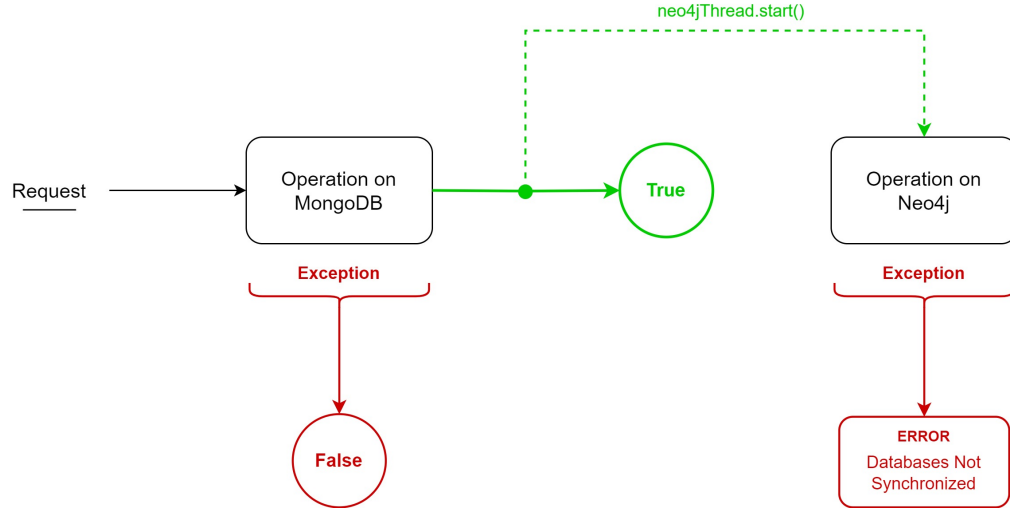 neo4jThread.start()
Request
Operation on
MongoDB
True
Operation on
Neo4j
Exception
Exception
False
ERROR
Databases Not
Synchronized